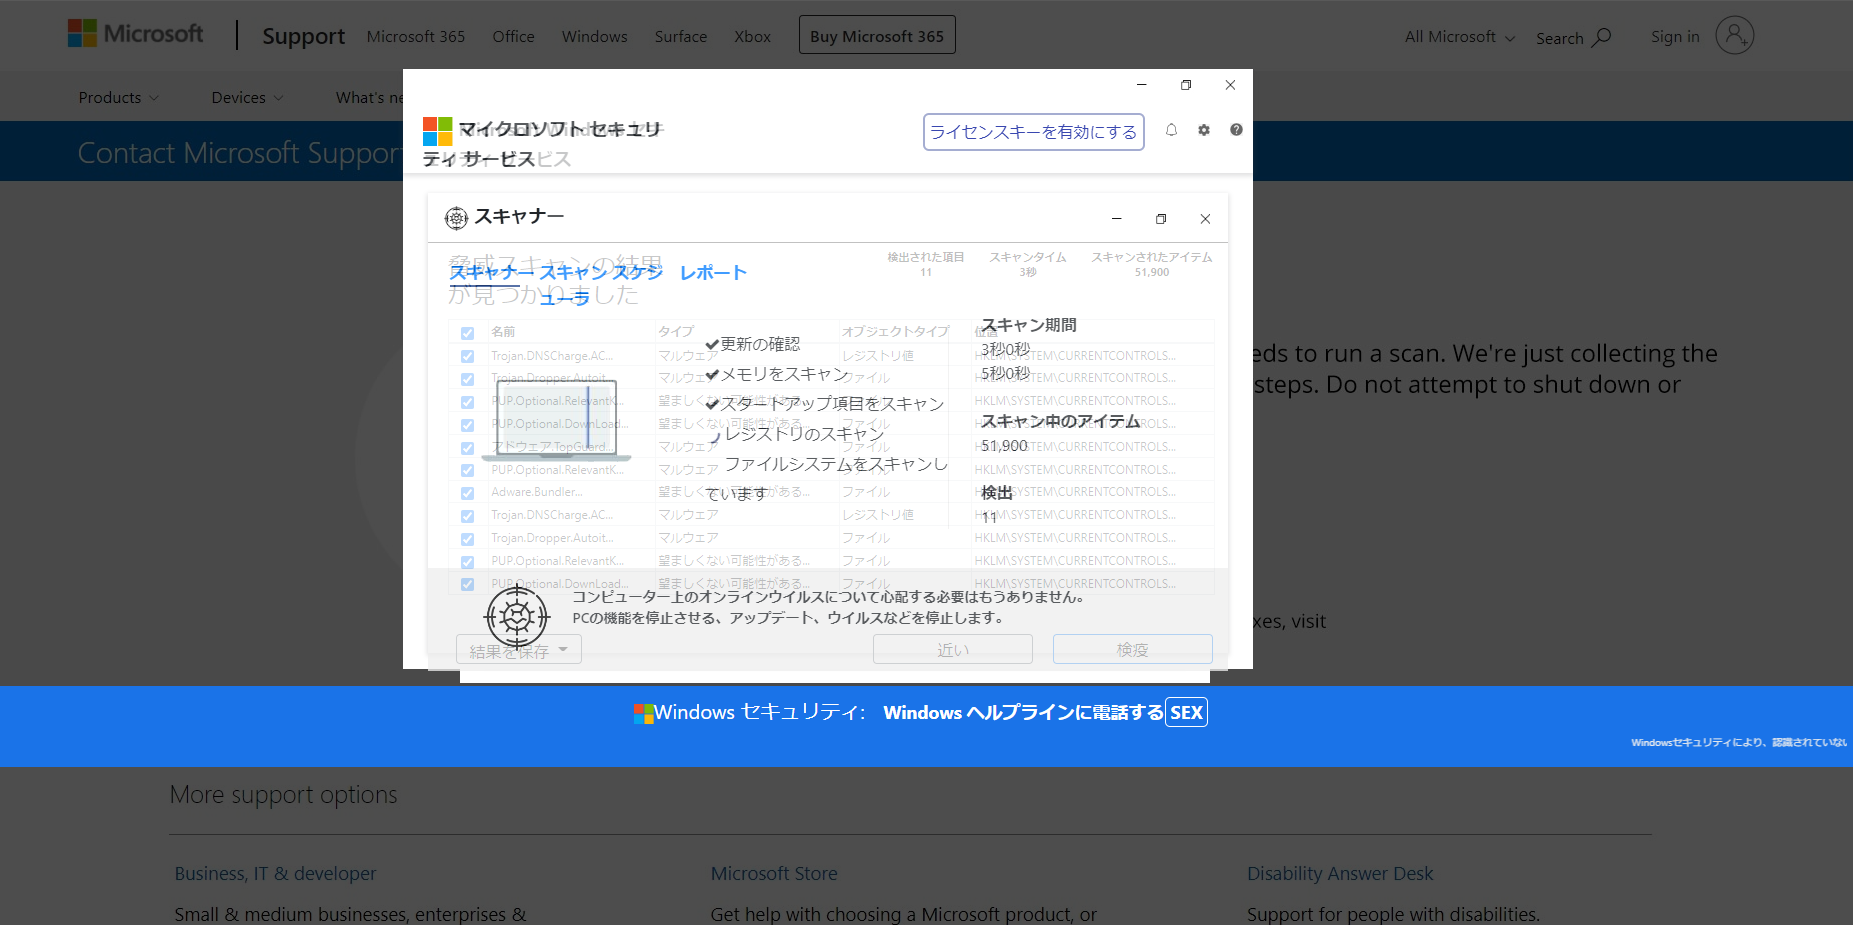 Microsoft
Support
Microsoft 365
Office
Windows
Surface
Xbox
Buy Microsoft 365
All Microsoft
Search
Sign in
Products
Devices
What's ne
Contact Microsoft Support
マイクロソフト セキュリ
ティ サービス
ライセンスキーを有効にする
スキャナー
脅威スキャンの結果
が見つかりました
スキャナー
スキャン スケジ
ューラ
レポート
検出された項目
11
スキャンタイム
3秒
スキャンされたアイテム
51,900
名前
タイプ
オブジェクトタイプ
位置
Trojan.DNSCharge.AC...
マルウェア
レジストリ値
HKLM\SYSTEM\CURRENTCONTROLS...
Trojan.Dropper.Autoit...
マルウェア
ファイル
HKLM\SYSTEM\CURRENTCONTROLS...
PUP.Optional.RelevantK...
望ましくない可能性がある...
ファイル
HKLM\SYSTEM\CURRENTCONTROLS...
PUP.Optional.DownLoad...
望ましくない可能性がある...
ファイル
HKLM\SYSTEM\CURRENTCONTROLS...
アドウェア.TopGuard...
マルウェア
ファイル
HKLM\SYSTEM\CURRENTCONTROLS...
PUP.Optional.RelevantK...
マルウェア
ファイル
HKLM\SYSTEM\CURRENTCONTROLS...
Adware.Bundler...
望ましくない可能性がある...
ファイル
HKLM\SYSTEM\CURRENTCONTROLS...
Trojan.DNSCharge.AC...
マルウェア
レジストリ値
HKLM\SYSTEM\CURRENTCONTROLS...
Trojan.Dropper.Autoit...
マルウェア
ファイル
HKLM\SYSTEM\CURRENTCONTROLS...
PUP.Optional.RelevantK...
望ましくない可能性がある...
ファイル
HKLM\SYSTEM\CURRENTCONTROLS...
PUP.Optional.DownLoad...
望ましくない可能性がある...
ファイル
HKLM\SYSTEM\CURRENTCONTROLS...
更新の確認
メモリをスキャン
スタートアップ項目をスキャン
レジストリのスキャン
ファイルシステムをスキャンし
ています
スキャン期間
3秒0秒
5秒0秒
スキャン中のアイテム
51,900
検出
11
コンピューター上のオンラインウイルスについて心配する必要はもうありません。
PCの機能を停止させる、アップデート、ウイルスなどを停止します。
結果を保存
近い
検疫
eds to run a scan. We're just collecting the
steps. Do not attempt to shut down or
xes, visit
Windows セキュリティ:
Windows ヘルプラインに電話する
SEX
Windowsセキュリティにより、認識されていない
More support options
Business, IT & developer
Small & medium businesses, enterprises &
Microsoft Store
Get help with choosing a Microsoft product, or
Disability Answer Desk
Support for people with disabilities.